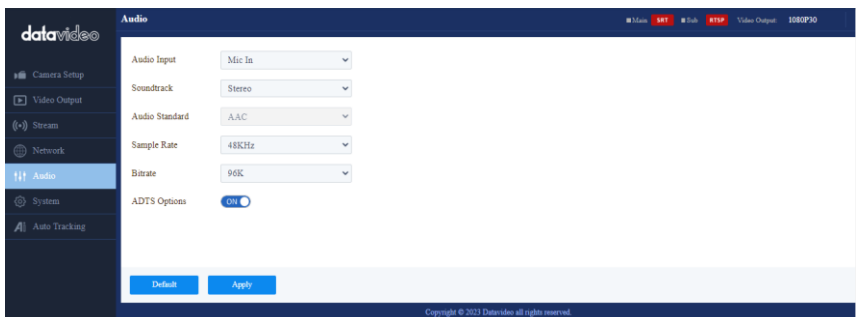 datavideo
Audio
Main SRT Sub RTSP Video Output: 1080P30
Camera Setup
Video Output
Stream
Network
Audio
System
Auto Tracking
Audio Input Mic In
Soundtrack Stereo
Audio Standard AAC
Sample Rate 48KHz
Bitrate 96K
ADTS Options ON
Default Apply
Copyright © 2023 Datavideo all rights reserved.